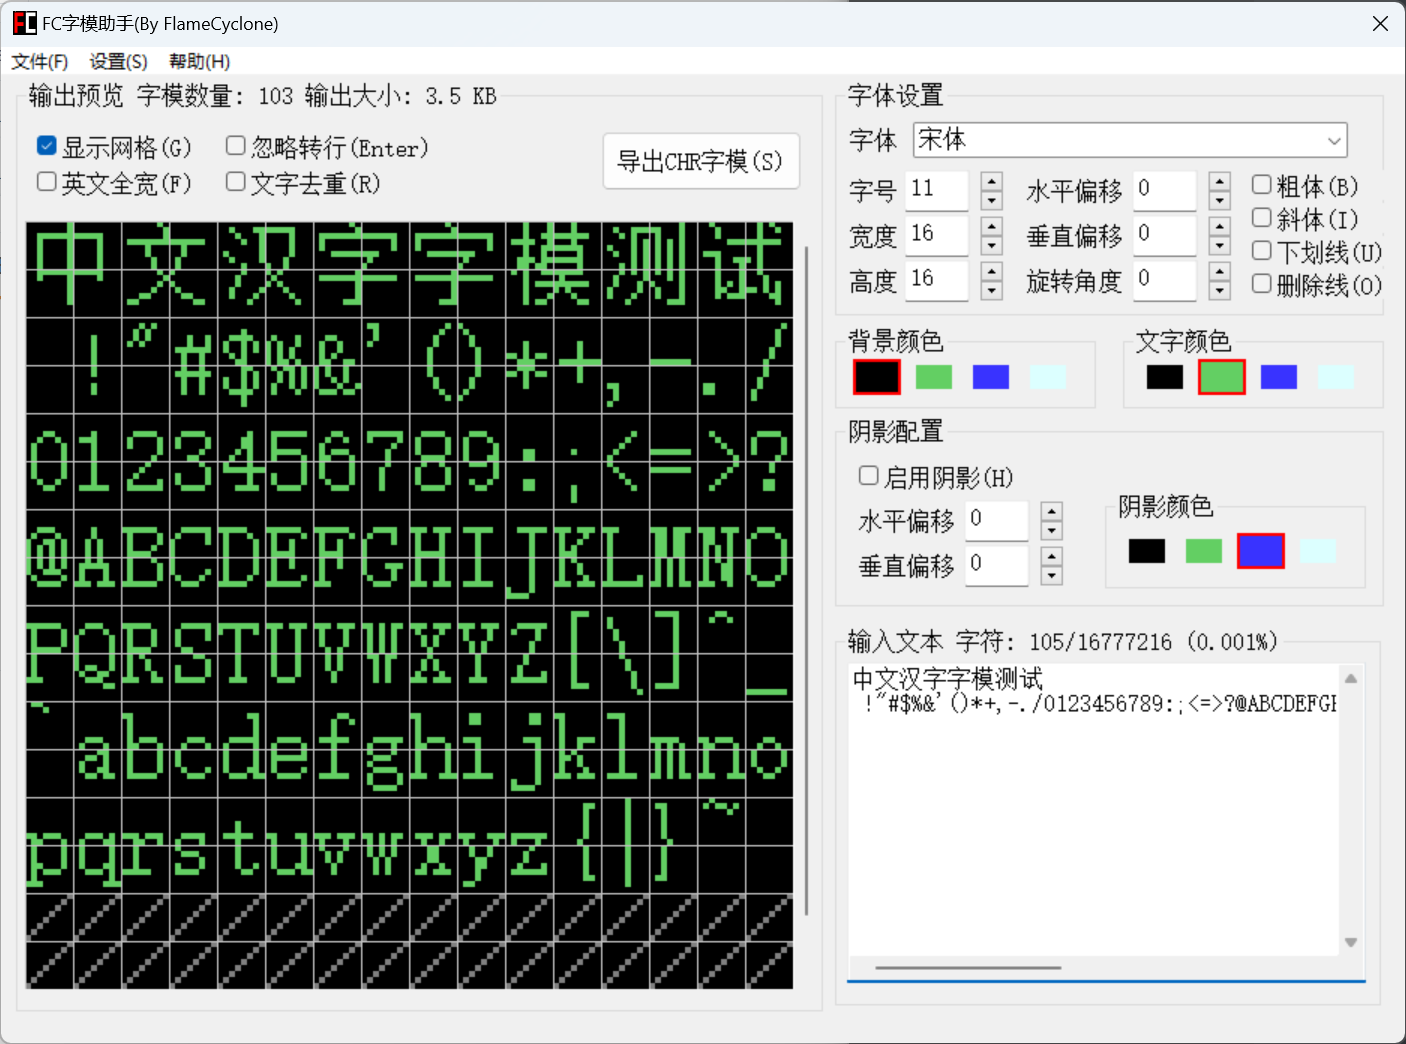 FC字模助手(By FlameCyclone)
文件(F) 设置(S) 帮助(H)
输出预览 字模数量: 103 输出大小: 3.5 KB
显示网格(G) 忽略转行(Enter)
英文全宽(F) 文字去重(R)
导出CHR字模(S)
中文汉字字模测试
!"#$%&'()*+,-./
0123456789:;<=>?
@ABCDEFGHIJKLMNO
PQRSTUVWXYZ[\]^_
`abcdefghijklmno
pqrstuvwxyz{|}~
字体设置
字体 宋体
字号 11 水平偏移 0 粗体(B)
斜体(I)
宽度 16 垂直偏移 0 下划线(U)
高度 16 旋转角度 0 删除线(O)
背景颜色 文字颜色
阴影配置
启用阴影(H)
水平偏移 0 阴影颜色
垂直偏移 0
输入文本 字符: 105/16777216 (0.001%)
中文汉字字模测试
!"#$%&'()*+,-./0123456789:;<=>?@ABCDEFGH